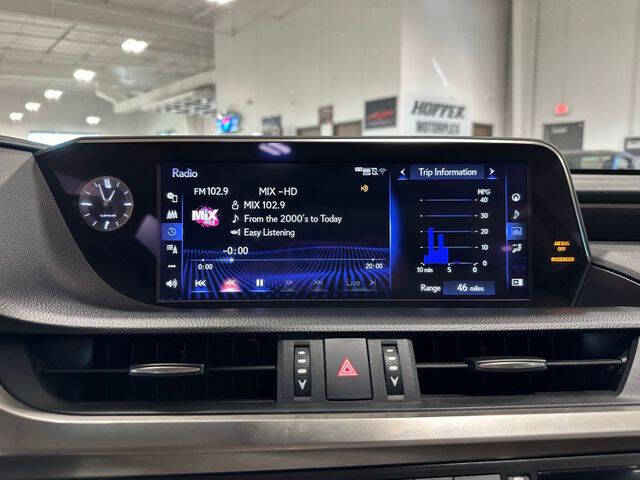 HOFFER
MOTORPLEX
Radio
FM 102.9
MIX -HD
MIX 102.9
From the 2000's to Today
Easy Listening
MiX
-0:00
0:00
20:00
Live
Trip Information
MPG
40
30
20
10
0
10 min
5
0
Range
46 miles
LEXUS
AIRBAG
OFF
PASSENGER
A